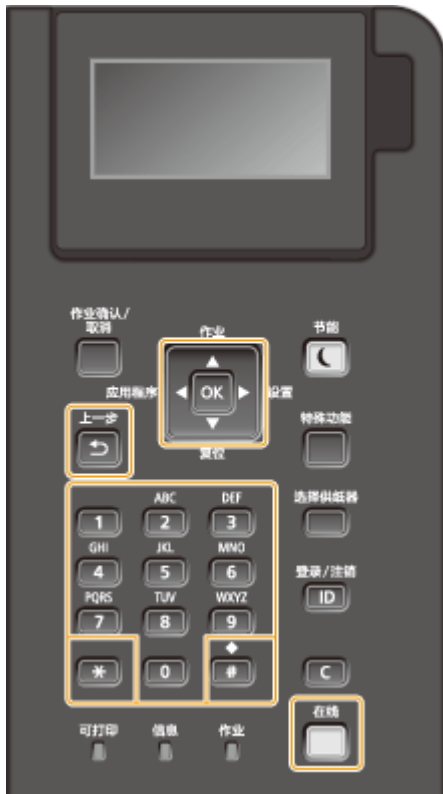 作业确认/
取消
作业
节能
应用程序
OK
设置
上一步
复位
特殊功能
ABC
DEF
选择供纸器
1
2
3
GHI
JKL
MNO
4
5
6
登录/注销
ID
PQRS
TUV
WXYZ
7
8
9
*
0
#
C
在线
可打印
信息
作业